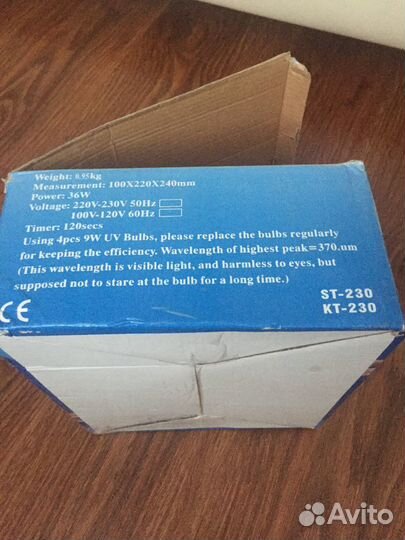 Weight: 0.95kg
Measurement: 100X220X240mm
Power: 36W
Voltage: 220V-230V 50Hz
100V-120V 60Hz
Timer: 120secs
Using 4pcs 9W UV Bulbs, please replace the bulbs regularly
for keeping the efficiency. Wavelength of highest peak=370.um
(This wavelength is visible light, and harmless to eyes, but
supposed not to stare at the bulb for a long time.)
ST-230
KT-230
CE
Avito